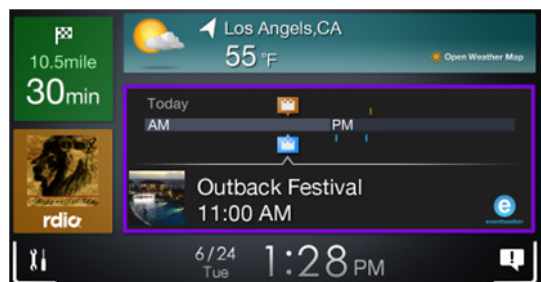 10.5mile
30min
Los Angels,CA
55 °F
Open Weather Map
Today
AM PM
Outback Festival
11:00 AM
eventseeker
rdio
6/24
Tue
1:28 PM